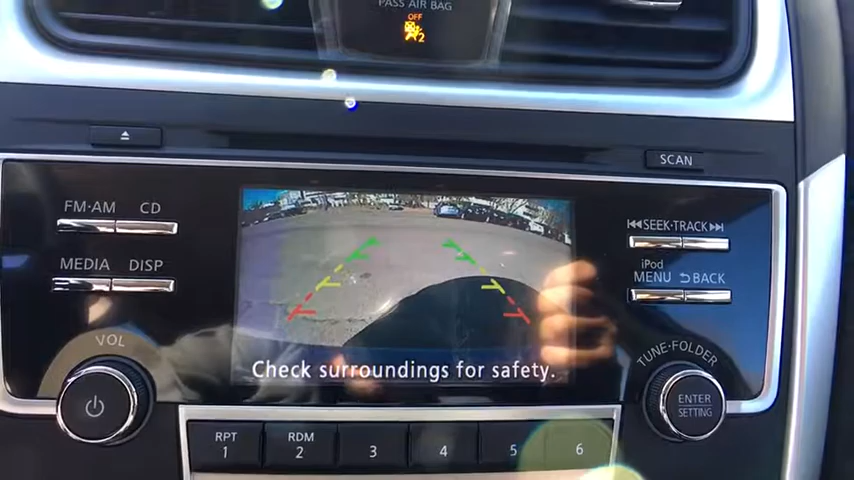 PASS AIR BAG
OFF
2
SCAN
FM·AM CD
SEEK·TRACK
MEDIA DISP
iPod
MENU BACK
VOL
TUNE·FOLDER
Check surroundings for safety.
ENTER
SETTING
RPT RDM
1 2 3 4 5 6